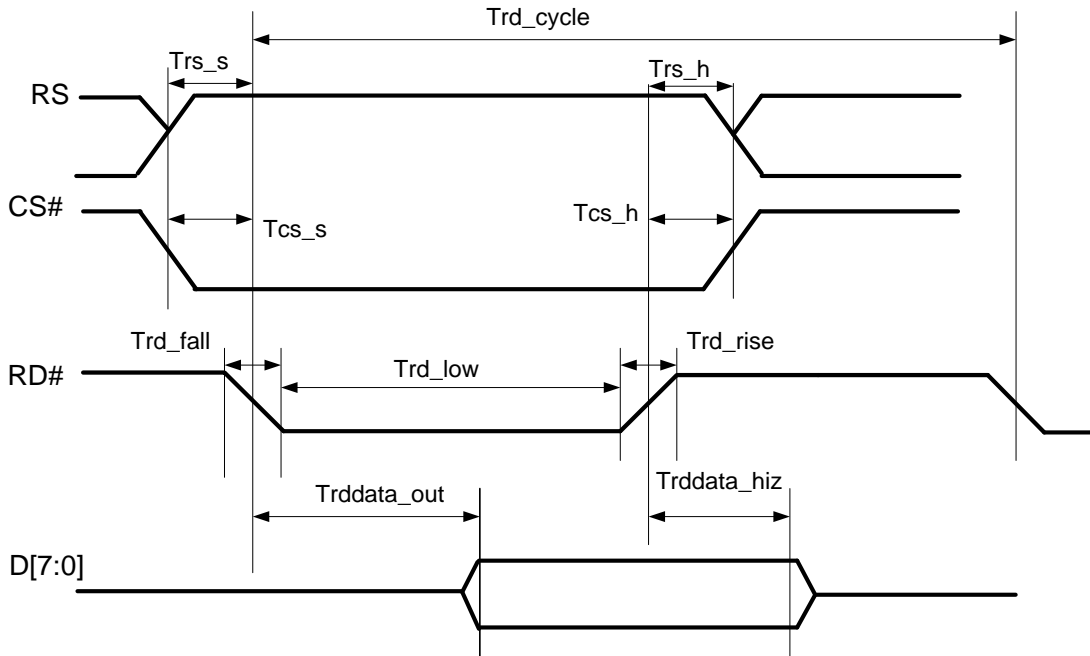 Trd_cycle
Trs_s
Trs_h
RS
CS#
Tcs_s
Tcs_h
Trd_fall
Trd_rise
RD#
Trd_low
Trddata_out
Trddata_hiz
D[7:0]